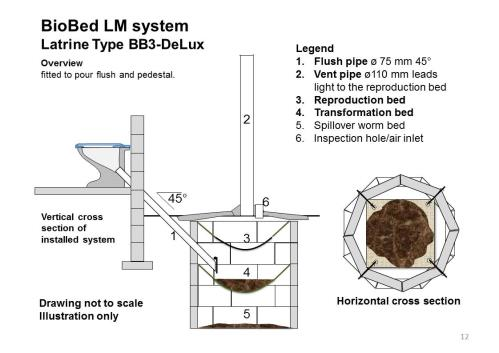 BioBed LM system
Latrine Type BB3-DeLux
Overview
fitted to pour flush and pedestal.
Legend
1. Flush pipe ø 75 mm 45°
2. Vent pipe ø110 mm leads
light to the reproduction bed
3. Reproduction bed
4. Transformation bed
5. Spillover worm bed
6. Inspection hole/air inlet
2
45°
6
Vertical cross
section of
installed system
1
3
4
5
Drawing not to scale
Illustration only
Horizontal cross section
12